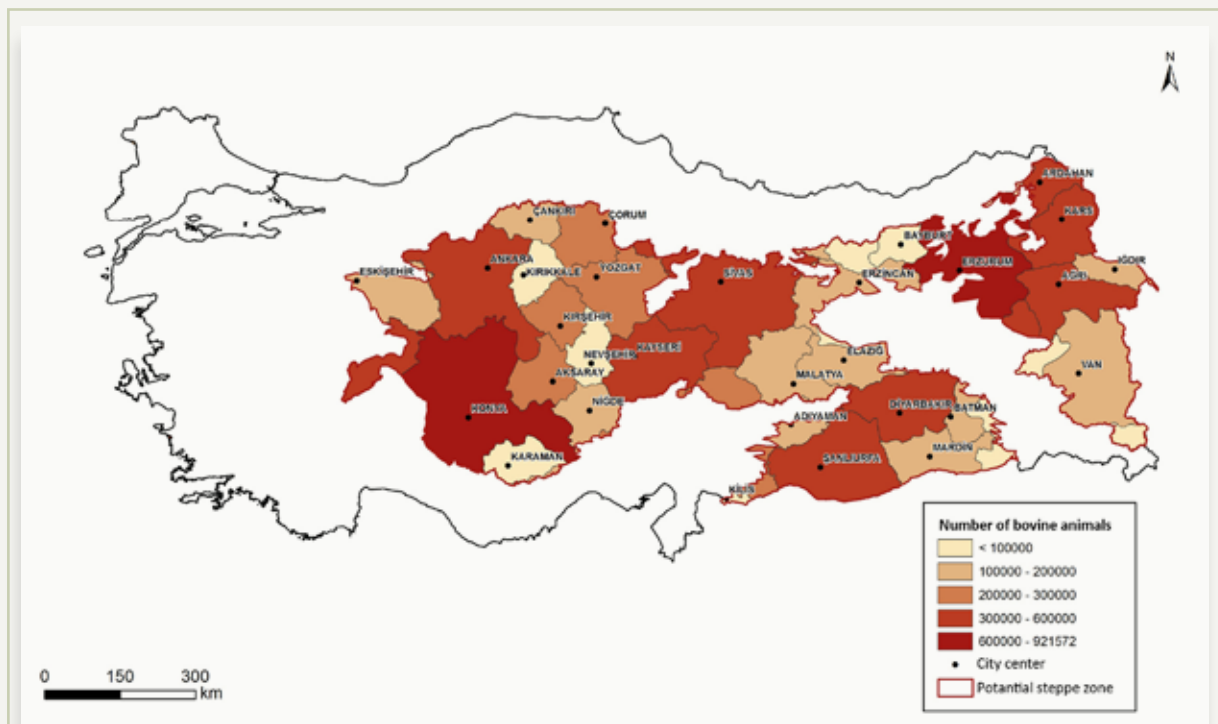 N
ARDAHAN
KARS
ÇANKIRI
ÇORUM
BAYBURT
ESKİŞEHİR
ANKARA
KIRIKKALE
YOZGAT
SİVAS
ERZİNCAN
ERZURUM
AĞRI
IĞDIR
KIRŞEHİR
NEVŞEHİR
KAYSERİ
ELAZIĞ
VAN
AKSARAY
MALATYA
KONYA
NİĞDE
ADIYAMAN
DİYARBAKIR
BATMAN
KARAMAN
ŞANLIURFA
MARDİN
KİLİS
Number of bovine animals
< 100000
100000 - 200000
200000 - 300000
300000 - 600000
600000 - 921572
City center
Potantial steppe zone
0 150 300
km